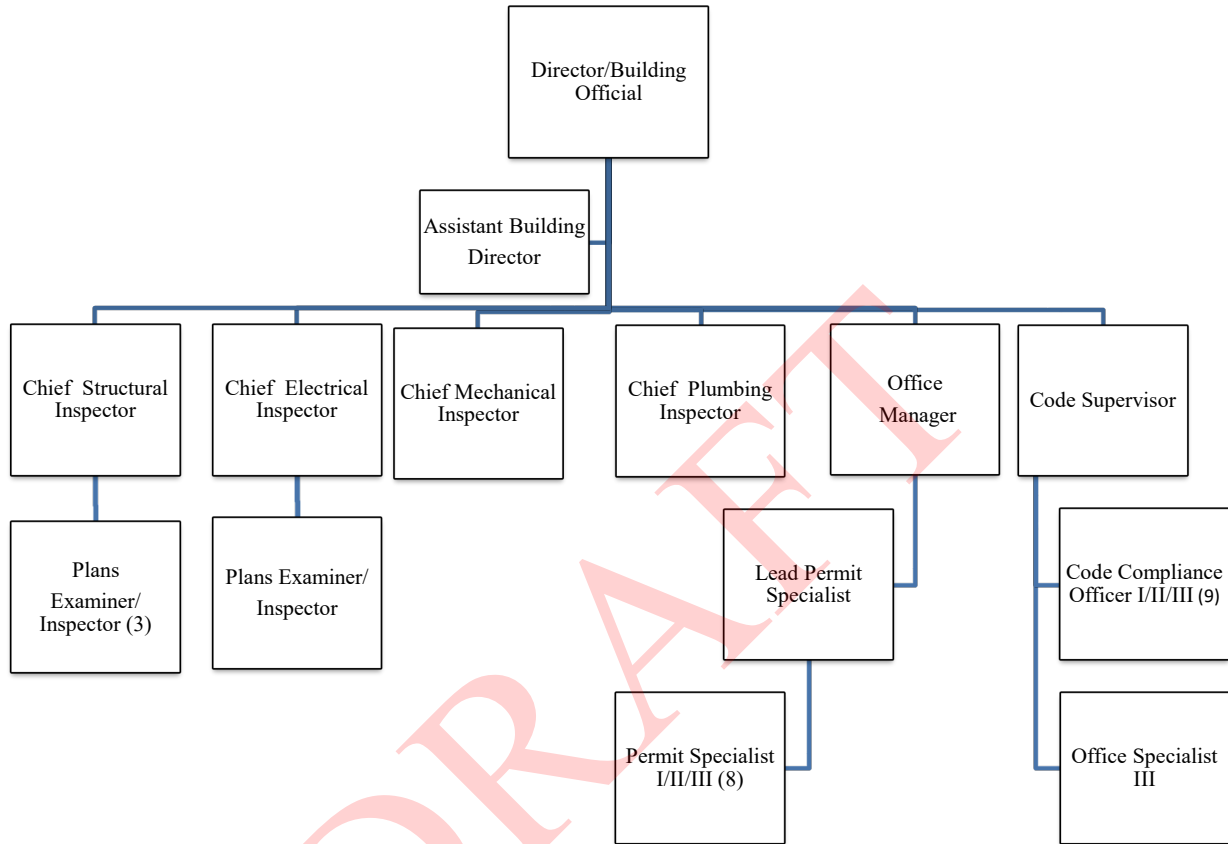 Director/Building
Official
Assistant Building
Director
Chief Structural
Inspector
Chief Electrical
Inspector
Chief Mechanical
Inspector
Chief Plumbing
Inspector
Office
Manager
Code Supervisor
Plans
Examiner/
Inspector (3)
Plans Examiner/
Inspector
Lead Permit
Specialist
Code Compliance
Officer I/II/III (9)
Permit Specialist
I/II/III (8)
Office Specialist
III
DRAFT